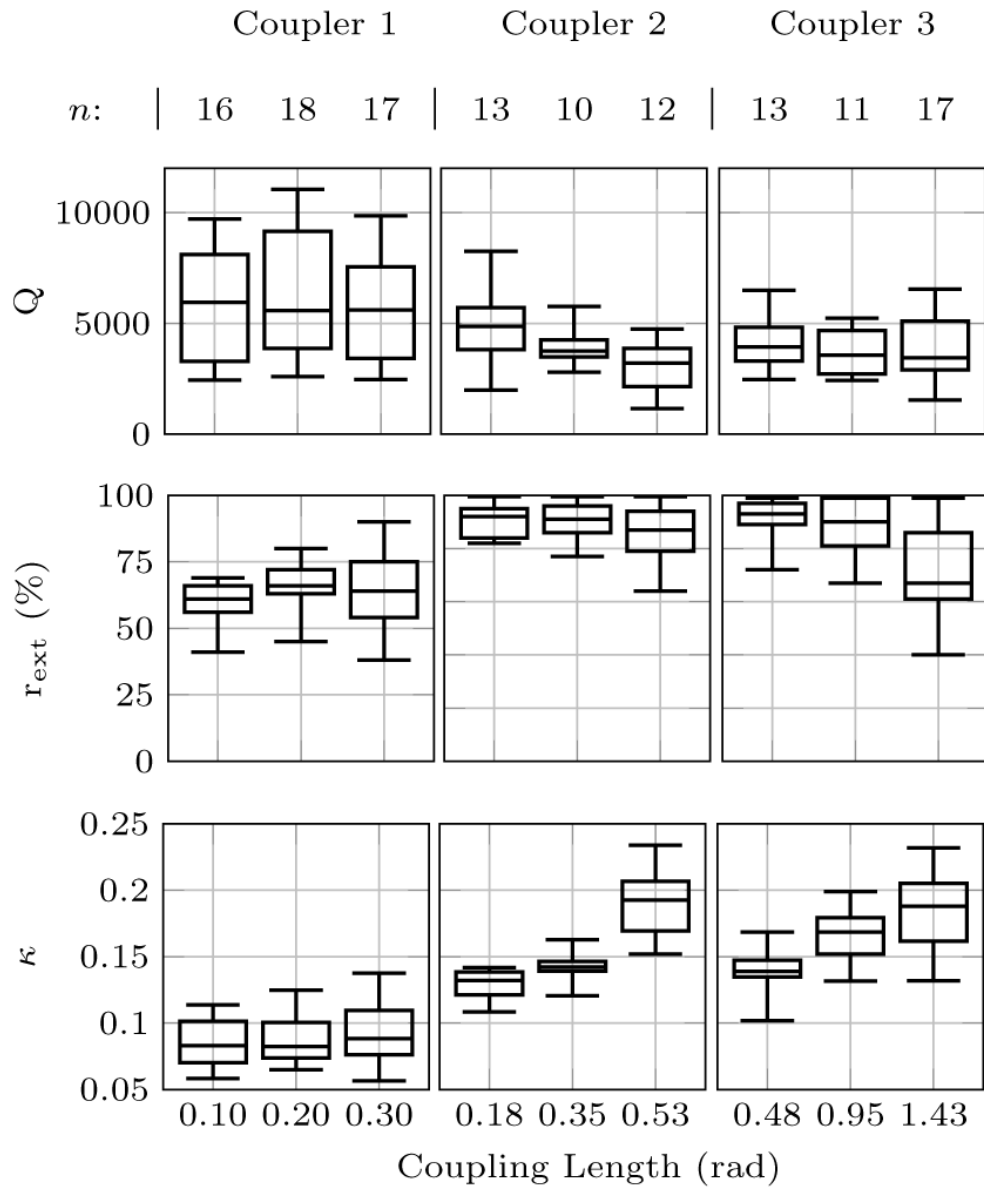 Coupler 1 Coupler 2 Coupler 3
n: 16 18 17 13 10 12 13 11 17
10000
Q
5000
0
100
75
r_ext (%)
50
25
0
0.25
0.2
κ
0.15
0.1
0.05
0.10 0.20 0.30 0.18 0.35 0.53 0.48 0.95 1.43
Coupling Length (rad)